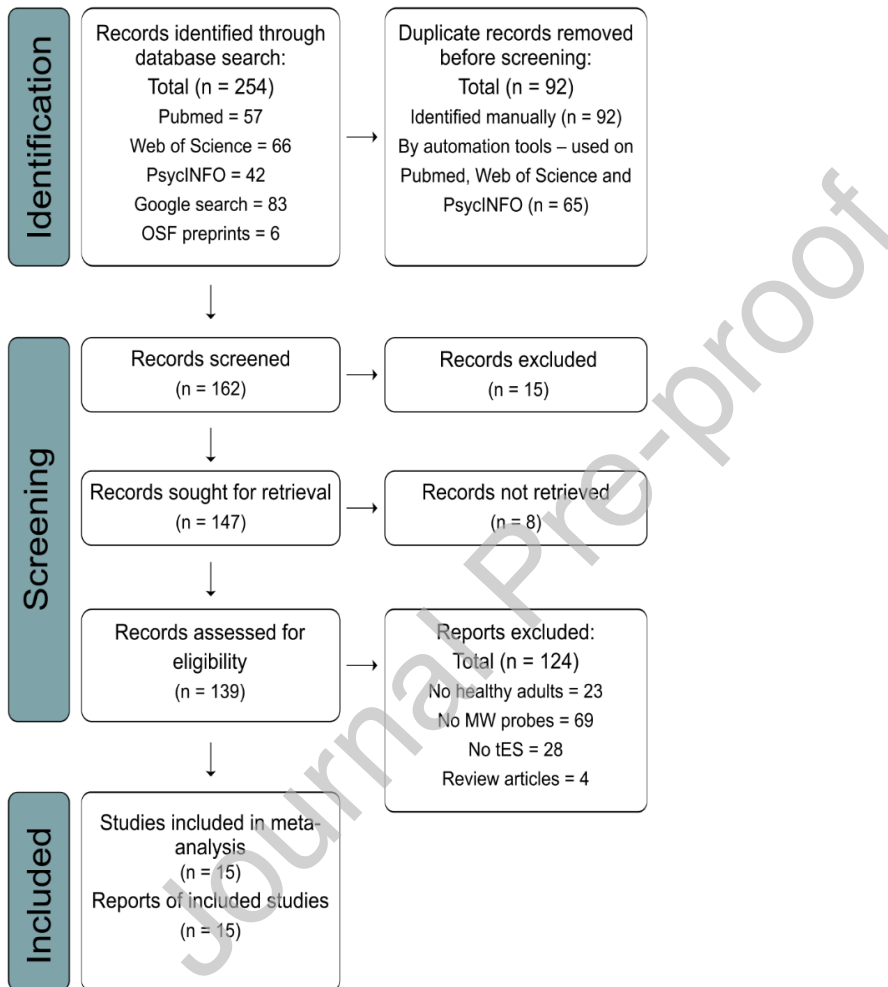 Identification
Records identified through
database search:
Total (n = 254)
Pubmed = 57
Web of Science = 66
PsycINFO = 42
Google search = 83
OSF preprints = 6
Duplicate records removed
before screening:
Total (n = 92)
Identified manually (n = 92)
By automation tools – used on
Pubmed, Web of Science and
PsycINFO (n = 65)
Screening
Records screened
(n = 162)
Records excluded
(n = 15)
Records sought for retrieval
(n = 147)
Records not retrieved
(n = 8)
Records assessed for
eligibility
(n = 139)
Reports excluded:
Total (n = 124)
No healthy adults = 23
No MW probes = 69
No tES = 28
Review articles = 4
Included
Studies included in meta-
analysis
(n = 15)
Reports of included studies
(n = 15)
Journal Pre-proof